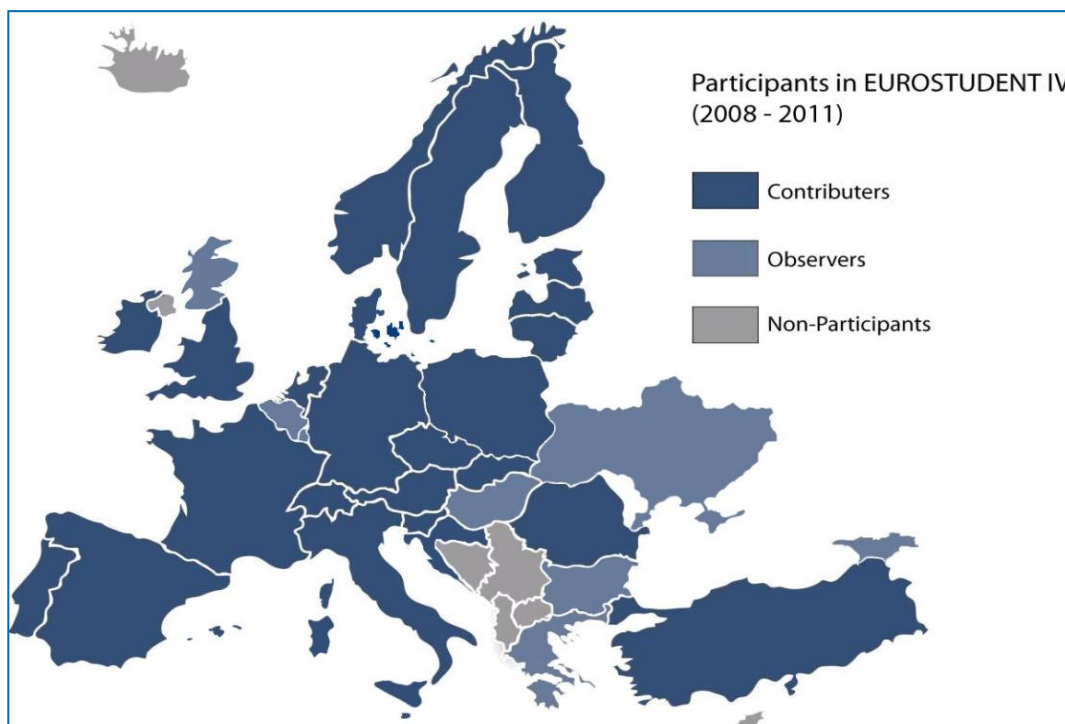 Participants in EUROSTUDENT IV
(2008 - 2011)
Contributers
Observers
Non-Participants